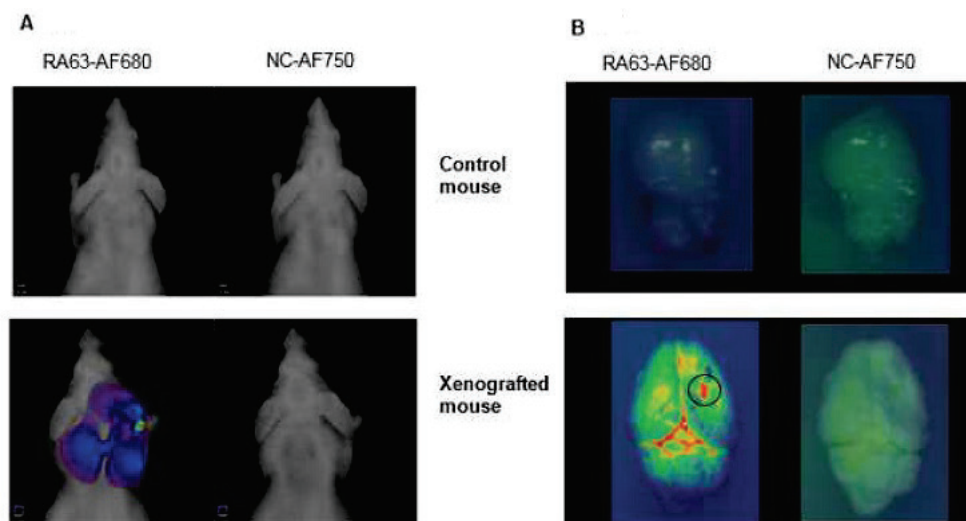 A
B
RA63-AF680
NC-AF750
RA63-AF680
NC-AF750
Control
mouse
Xenografted
mouse